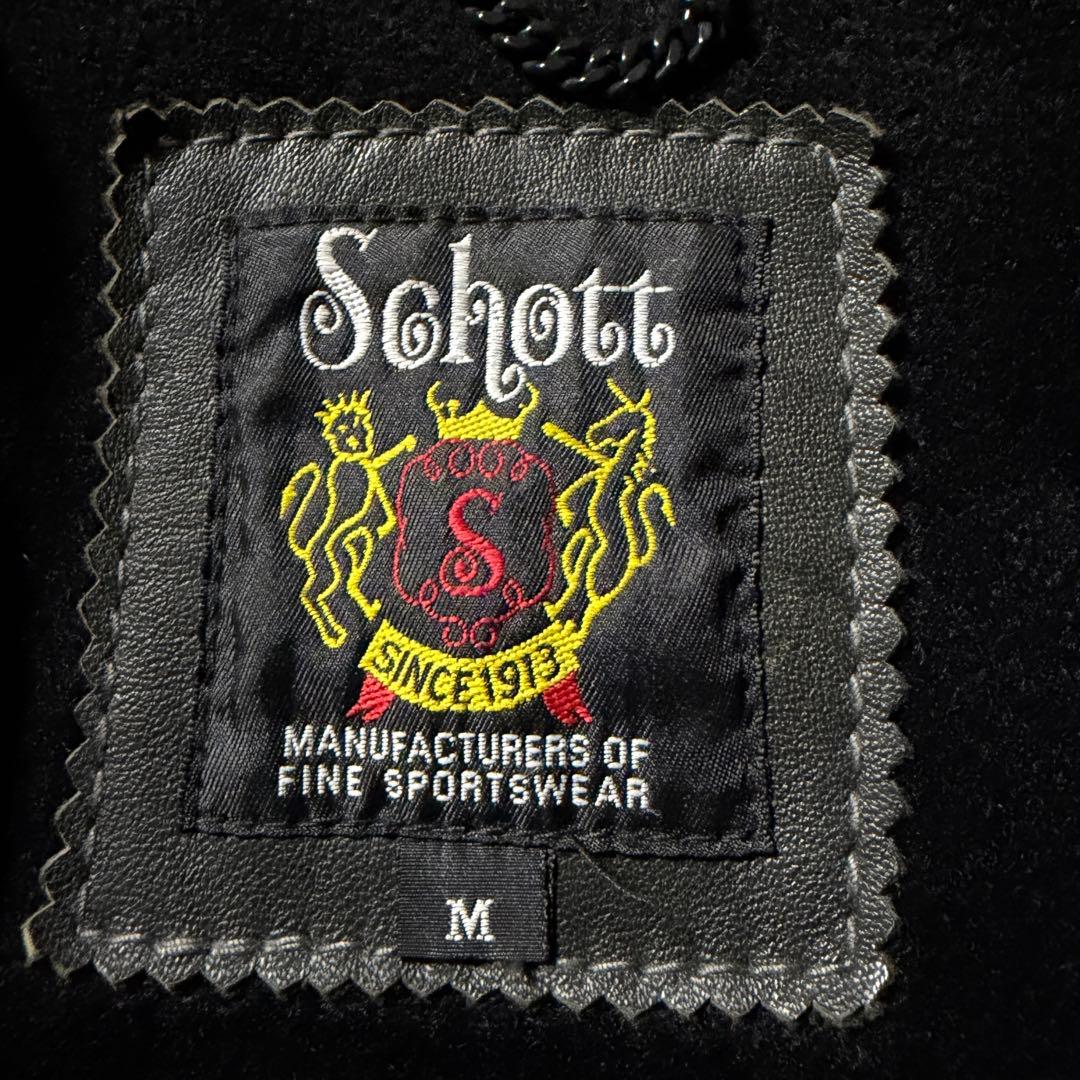 Schott
S
SINCE 1913
MANUFACTURERS OF
FINE SPORTSWEAR
M